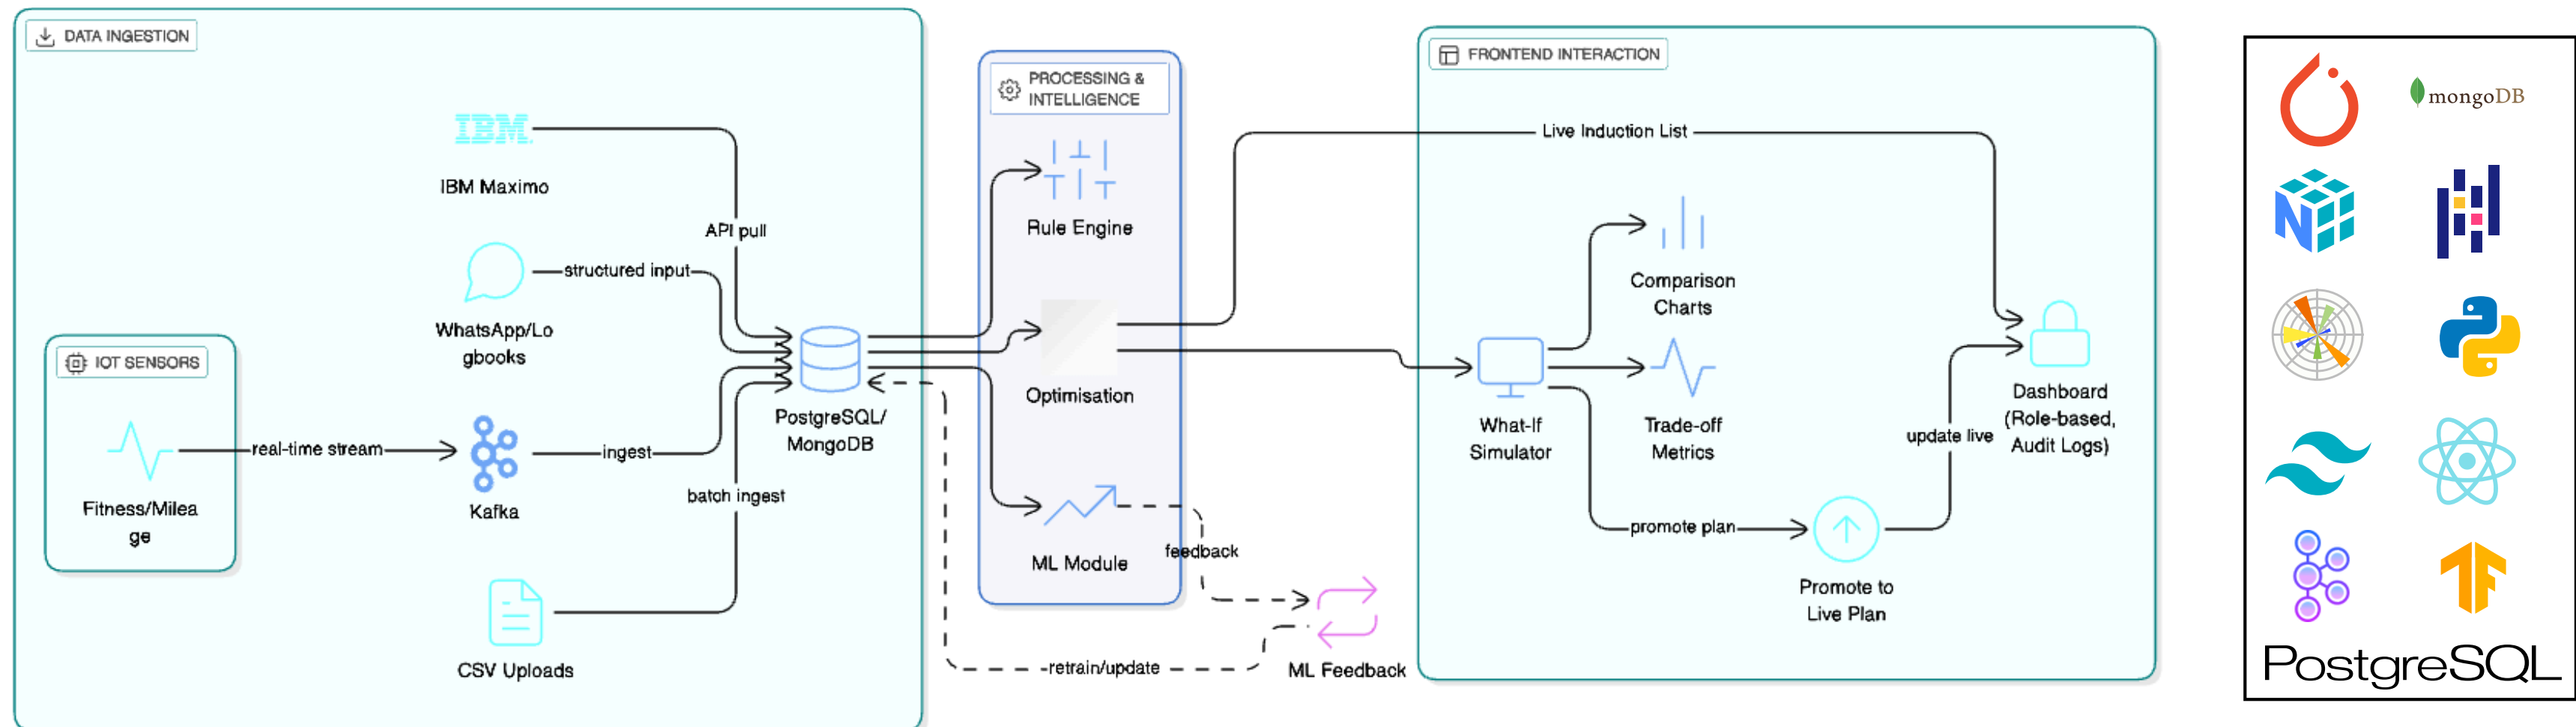 DATA INGESTION
IBM
IBM Maximo
API pull
structured input
WhatsApp/Lo
gbooks
IOT SENSORS
Fitness/Milea
ge
real-time stream
Kafka
ingest
batch ingest
CSV Uploads
PostgreSQL/
MongoDB
PROCESSING &
INTELLIGENCE
Rule Engine
Optimisation
ML Module
feedback
retrain/update
ML Feedback
FRONTEND INTERACTION
Live Induction List
Comparison
Charts
What-If
Simulator
Trade-off
Metrics
promote plan
Promote to
Live Plan
update live
Dashboard
(Role-based,
Audit Logs)
mongoDB
PostgreSQL